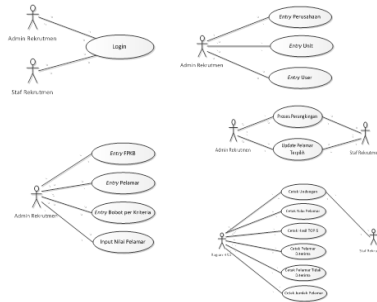 Admin Rekrutmen
Login
Staf Rekrutmen
Admin Rekrutmen
Entry Perusahaan
Entry Unit
Entry User
Admin Rekrutmen
Proses Perangkingan
Update Pelamar
Terpilih
Staf Rekrutmen
Admin Rekrutmen
Entry FPKB
Entry Pelamar
Entry Bobot per Kriteria
Input Nilai Pelamar
Cetak Undangan
Cetak Data Pelamar
Cetak Hasil TOPSIS
Cetak Pelamar
Diterima
Cetak Pelamar Tidak
Diterima
Cetak Jumlah Pelamar